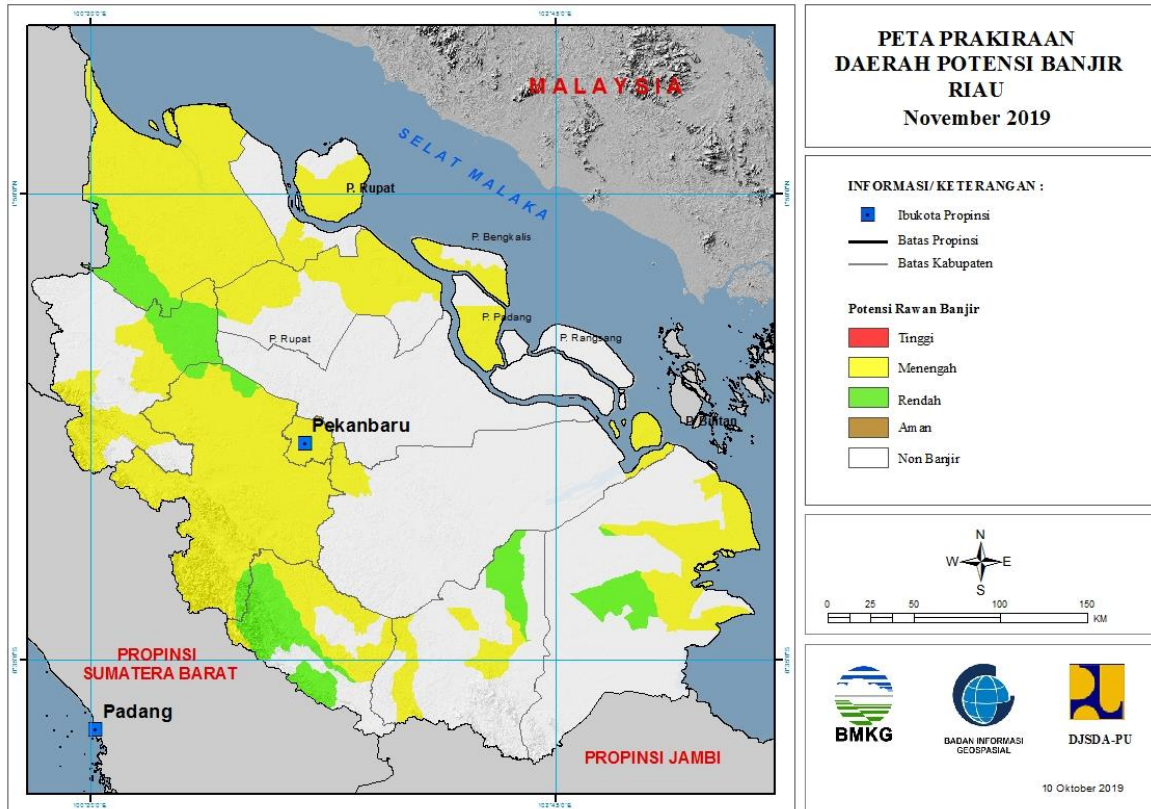 PETA PRAKIRAAN
DAERAH POTENSI BANJIR
RIAU
November 2019
MALAYSIA
SELAT MALAKA
P. Rupat
P. Bengkalis
P. Padang
P. Rupat
P. Rangsang
P. Bintan
Pekanbaru
PROPINSI
SUMATERA BARAT
Padang
PROPINSI JAMBI
INFORMASI/ KETERANGAN :
Ibukota Propinsi
Batas Propinsi
Batas Kabupaten
Potensi Rawan Banjir
Tinggi
Menengah
Rendah
Aman
Non Banjir
N
W E
S
0 25 50 100 150
KM
BMKG
BADAN INFORMASI
GEOSPASIAL
DJSDA-PU
10 Oktober 2019